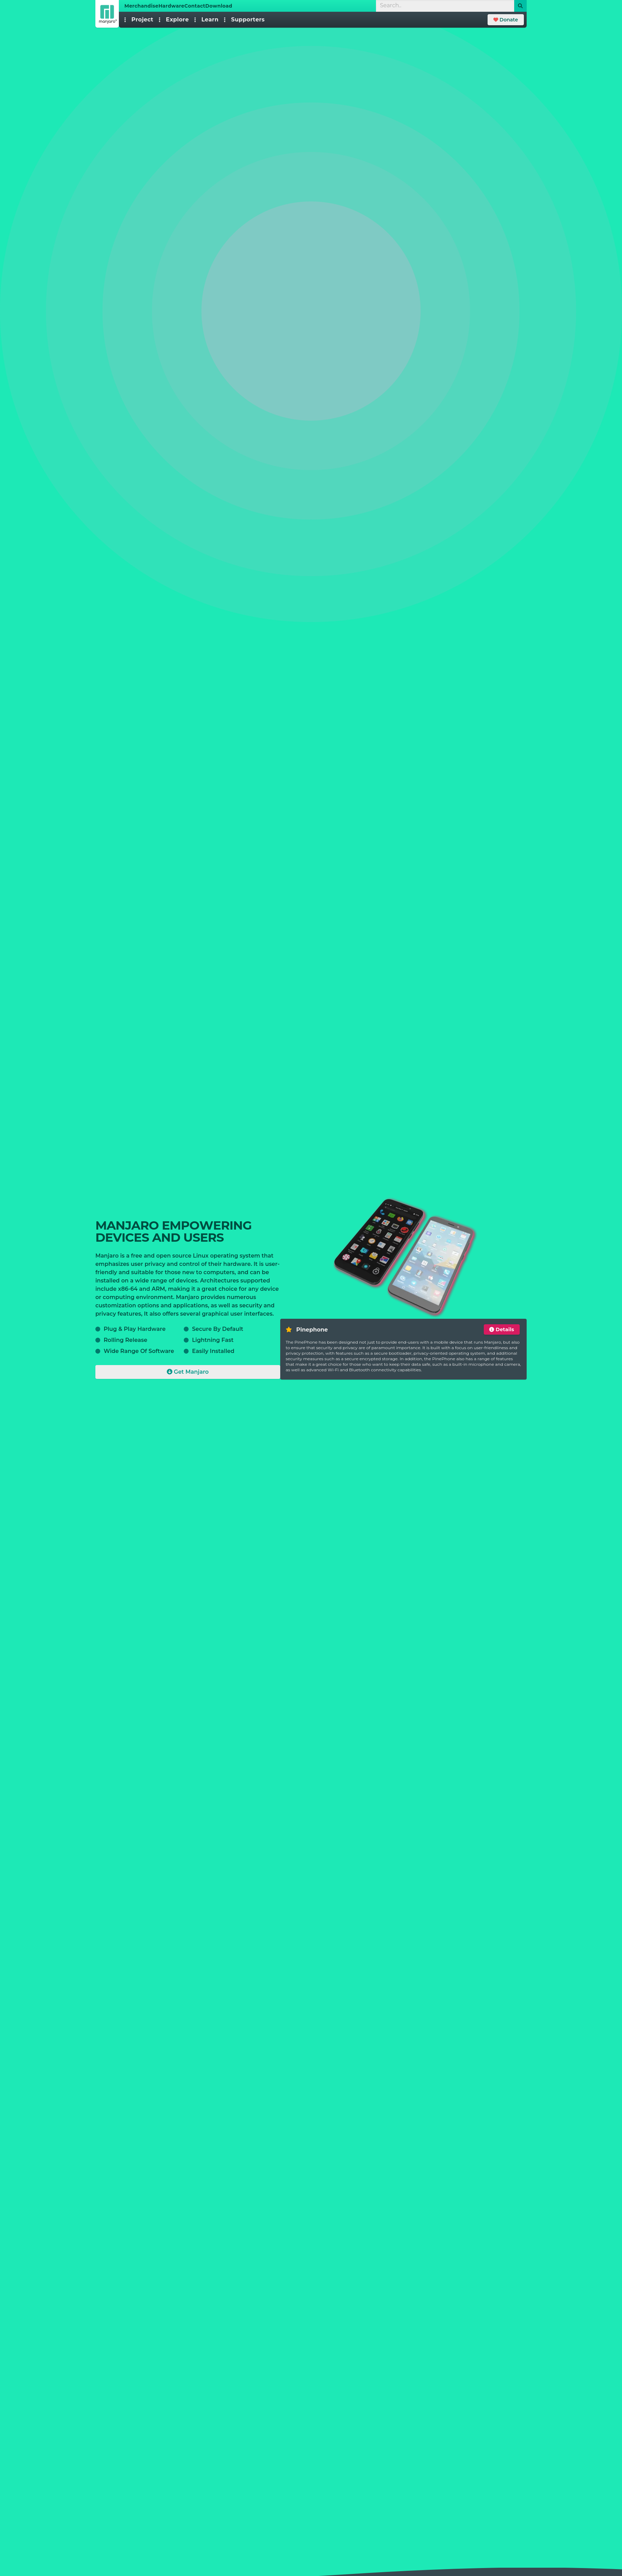 MerchandiseHardwareContactDownload
Search...
manjaro®
Project
Explore
Learn
Supporters
Donate
MANJARO EMPOWERING
DEVICES AND USERS
Manjaro is a free and open source Linux operating system that
emphasizes user privacy and control of their hardware. It is user-
friendly and suitable for those new to computers, and can be
installed on a wide range of devices. Architectures supported
include x86-64 and ARM, making it a great choice for any device
or computing environment. Manjaro provides numerous
customization options and applications, as well as security and
privacy features, It also offers several graphical user interfaces.
Plug & Play Hardware
Secure By Default
Rolling Release
Lightning Fast
Wide Range Of Software
Easily Installed
Get Manjaro
Pinephone
Details
The PinePhone has been designed not just to provide end-users with a mobile device that runs Manjaro, but also
to ensure that security and privacy are of paramount importance. It is built with a focus on user friendliness and
privacy protection, with features such as a secure bootloader, privacy-oriented operating system, and additional
security measures such as a secure encrypted storage. In addition, the PinePhone also has a range of features
that make it a great choice for those who want to keep their data safe, such as a built-in microphone and camera,
as well as advanced Wi-Fi and Bluetooth connectivity capabilities.